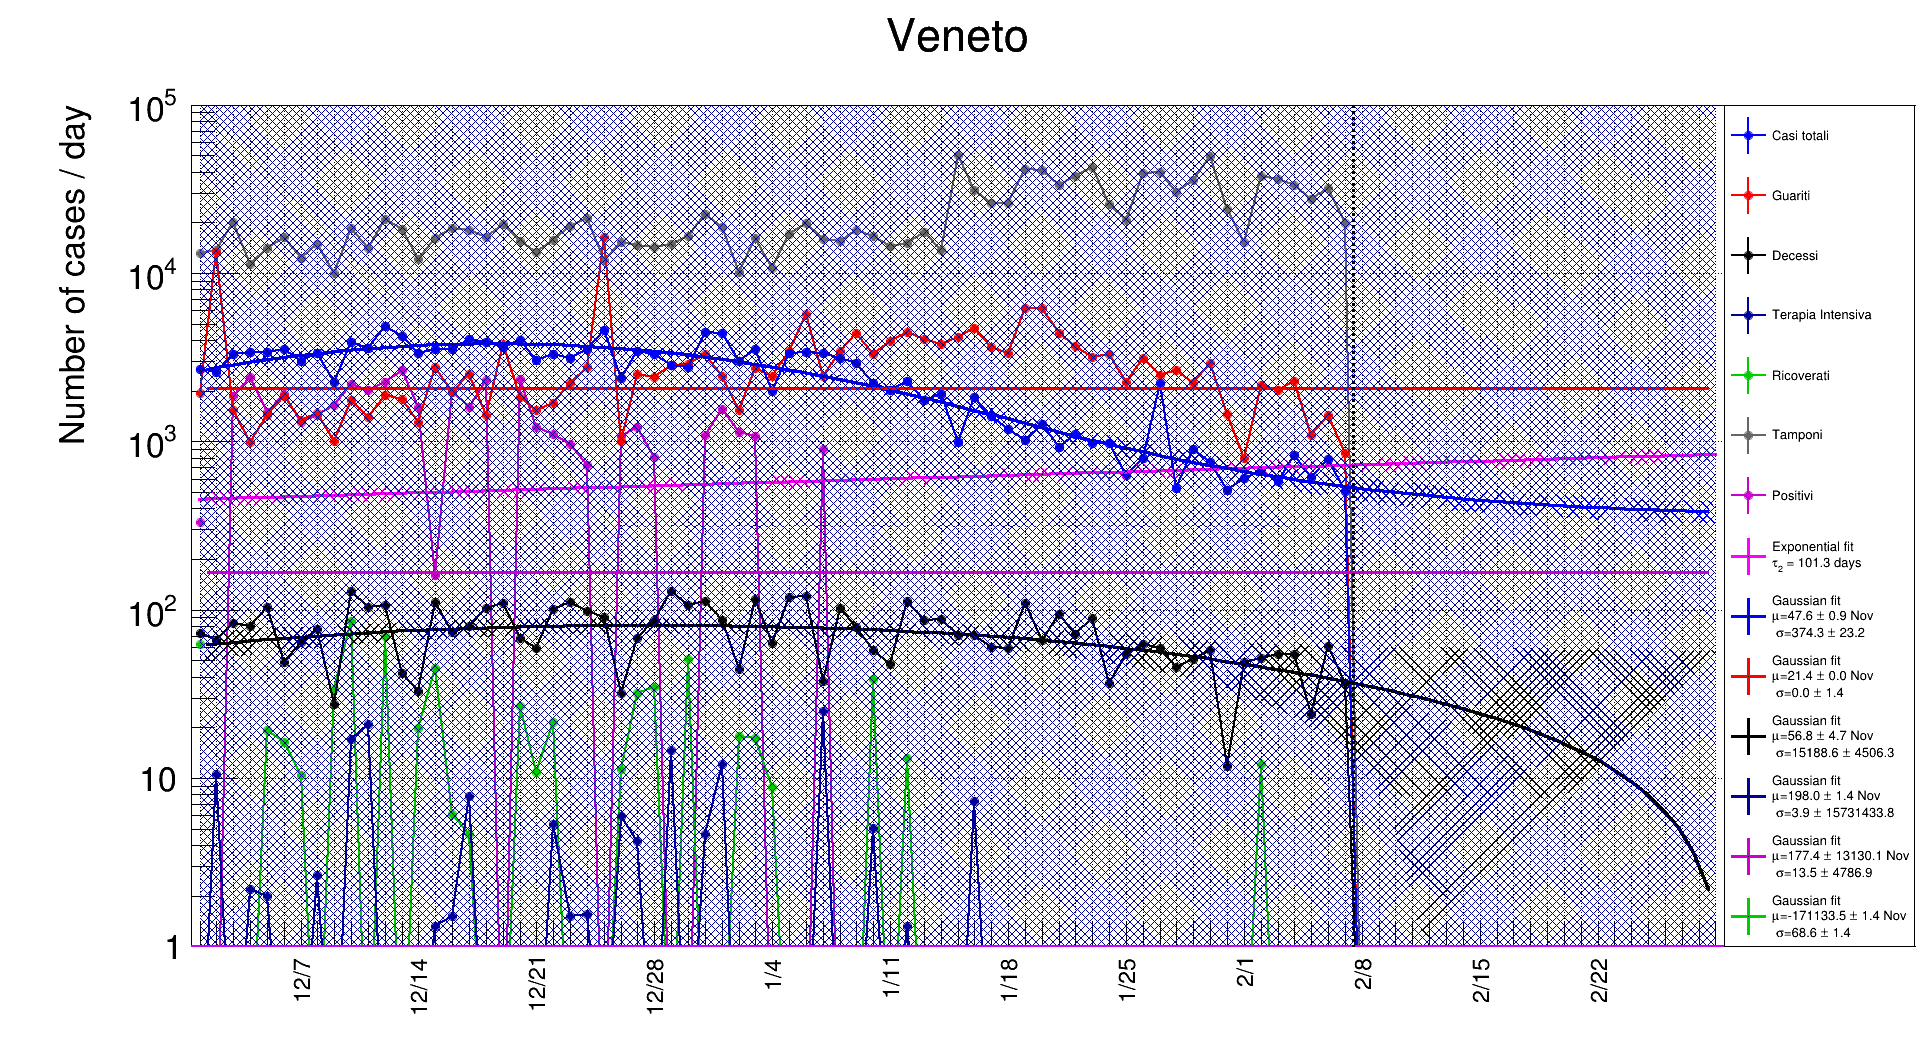 Veneto
Number of cases / day
10^5
10^4
10^3
10^2
10
1
12/7
12/14
12/21
12/28
1/4
1/11
1/18
1/25
2/1
2/8
2/15
2/22
Casi totali
Guariti
Decessi
Terapia Intensiva
Ricoverati
Tamponi
Positivi
Exponential fit
τ_2 = 101.3 days
Gaussian fit
μ=47.6 ± 0.9 Nov
σ=374.3 ± 23.2
Gaussian fit
μ=21.4 ± 0.0 Nov
σ=0.0 ± 1.4
Gaussian fit
μ=56.8 ± 4.7 Nov
σ=15188.6 ± 4506.3
Gaussian fit
μ=198.0 ± 1.4 Nov
σ=3.9 ± 15731433.8
Gaussian fit
μ=177.4 ± 13130.1 Nov
σ=13.5 ± 4786.9
Gaussian fit
μ=-171133.5 ± 1.4 Nov
σ=68.6 ± 1.4